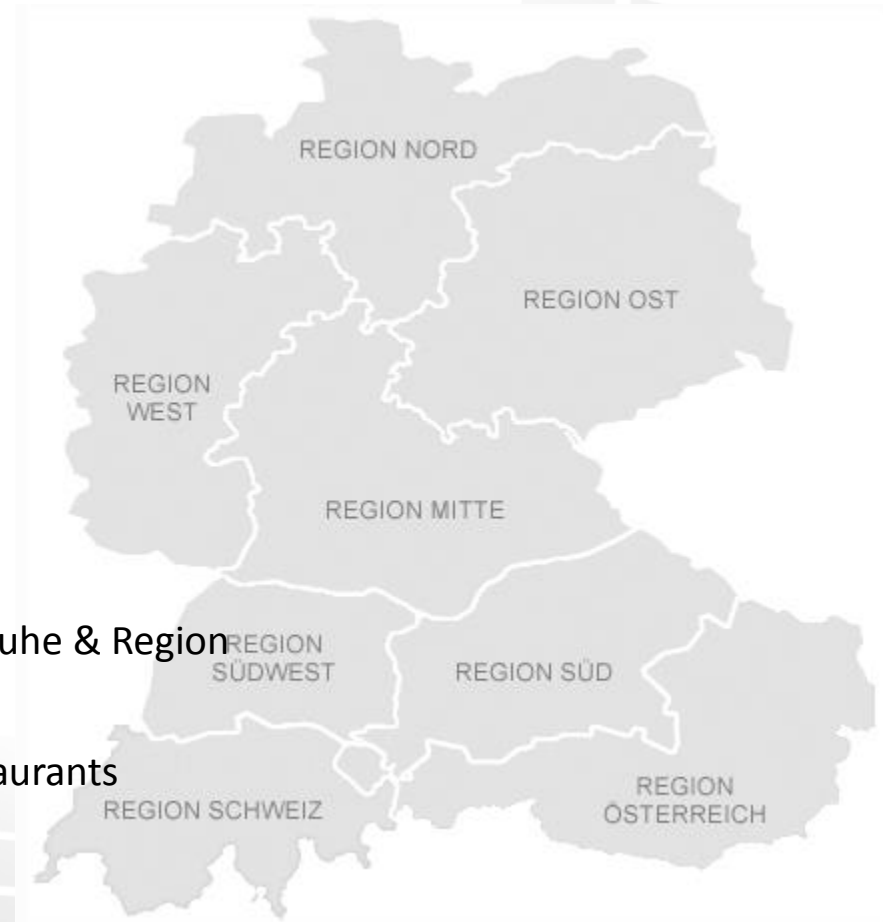 REGION NORD
REGION OST
REGION
WEST
REGION MITTE
uhe & Region
REGION
SÜDWEST
REGION SÜD
aurants
REGION SCHWEIZ
REGION
ÖSTERREICH